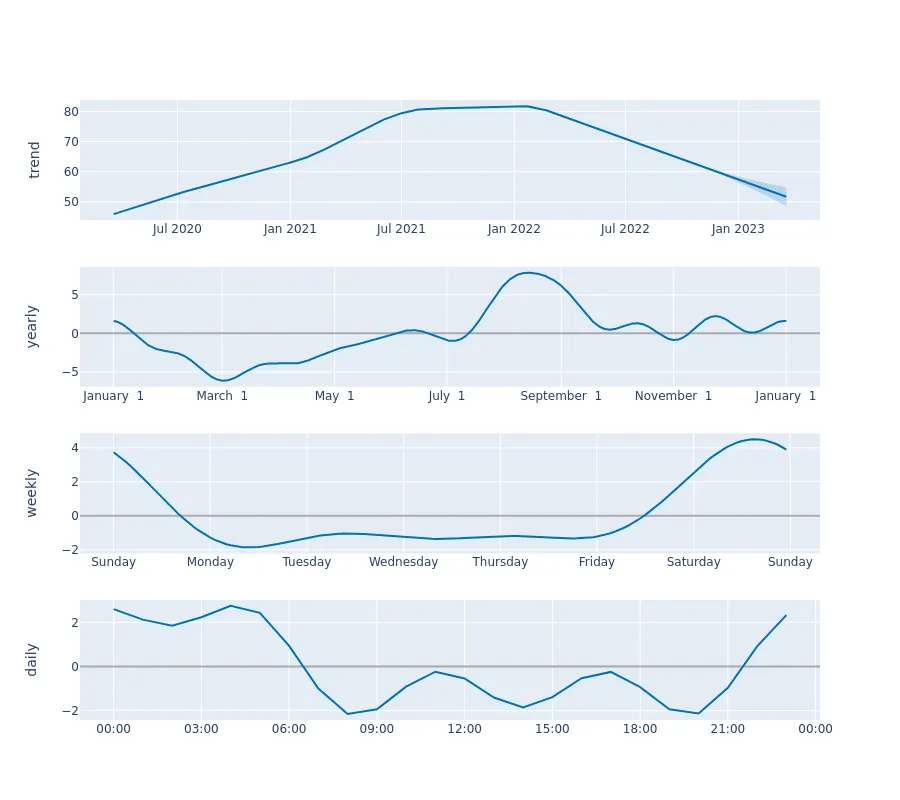 trend
80
70
60
50
Jul 2020 Jan 2021 Jul 2021 Jan 2022 Jul 2022 Jan 2023
yearly
5
0
−5
January 1 March 1 May 1 July 1 September 1 November 1 January 1
weekly
4
2
0
−2
Sunday Monday Tuesday Wednesday Thursday Friday Saturday Sunday
daily
2
0
−2
00:00 03:00 06:00 09:00 12:00 15:00 18:00 21:00 00:00